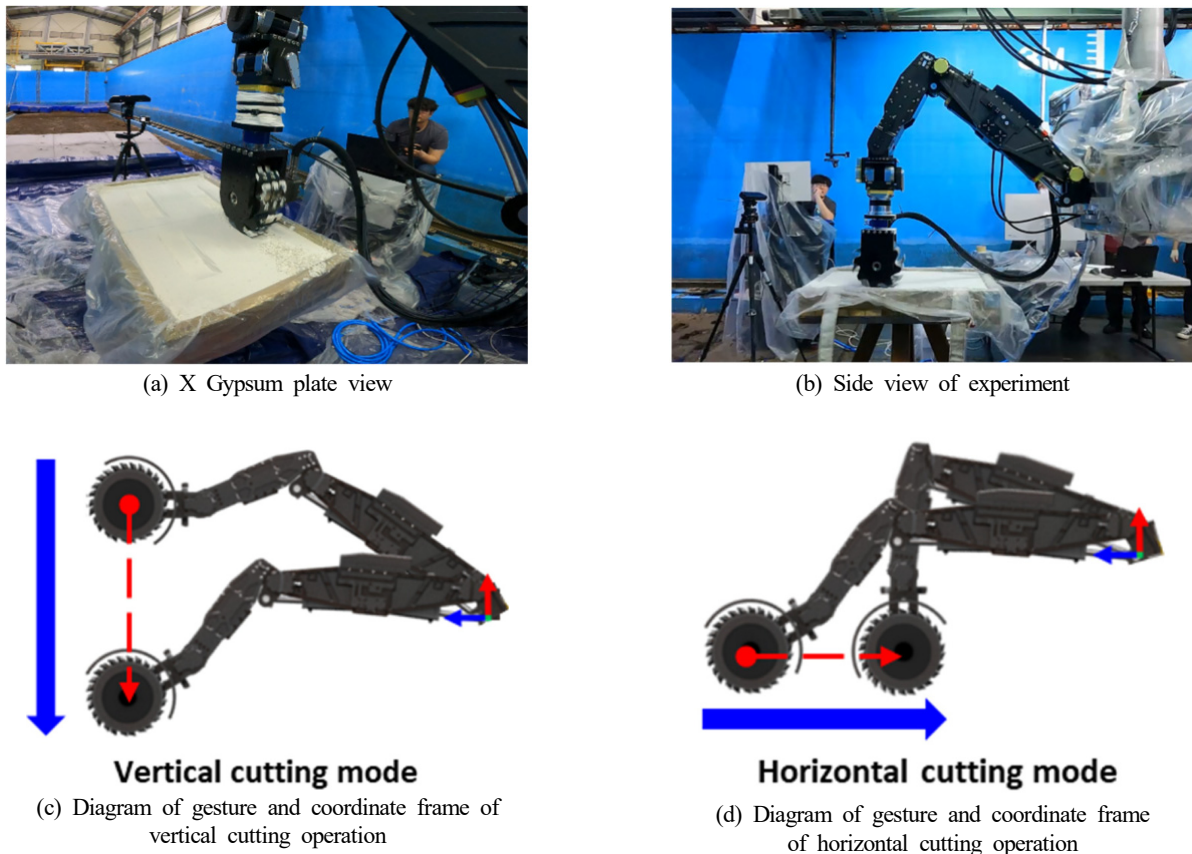 3M
(a) X Gypsum plate view
(b) Side view of experiment
Vertical cutting mode
(c) Diagram of gesture and coordinate frame of
vertical cutting operation
Horizontal cutting mode
(d) Diagram of gesture and coordinate frame
of horizontal cutting operation